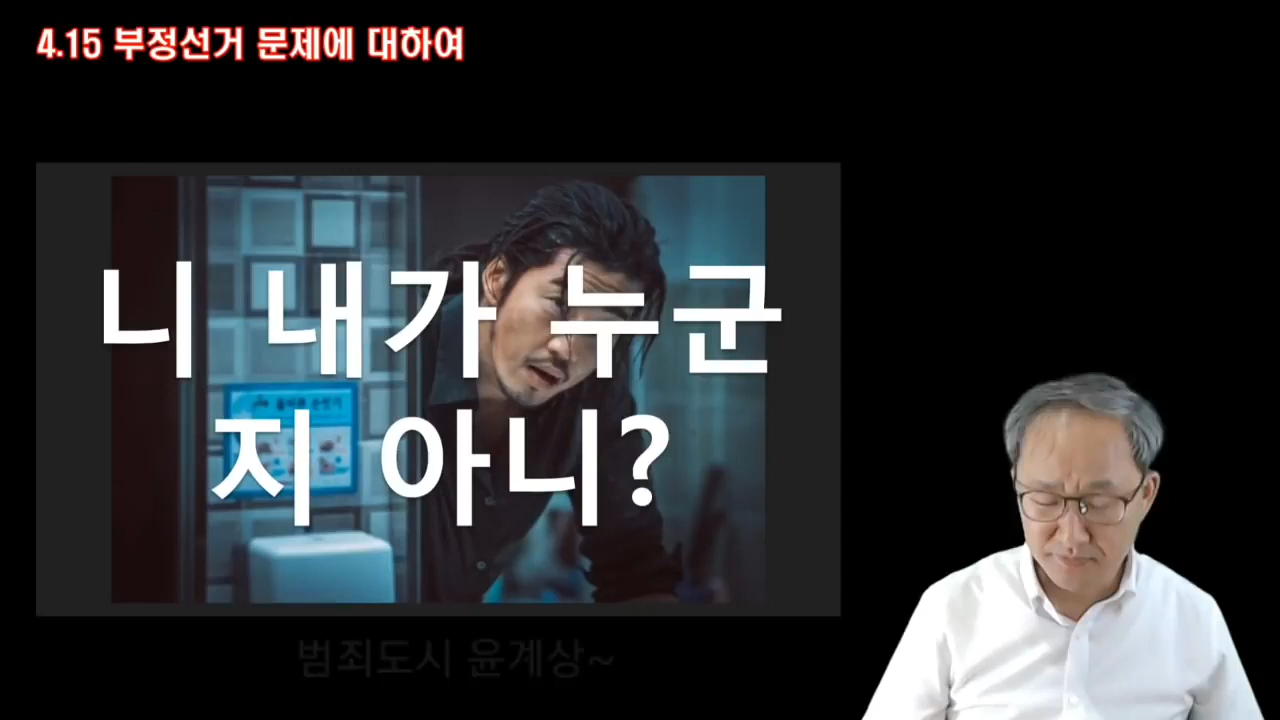 4.15 부정선거 문제에 대하여
니 내가 누군
지 아니?
범죄도시 윤계상~